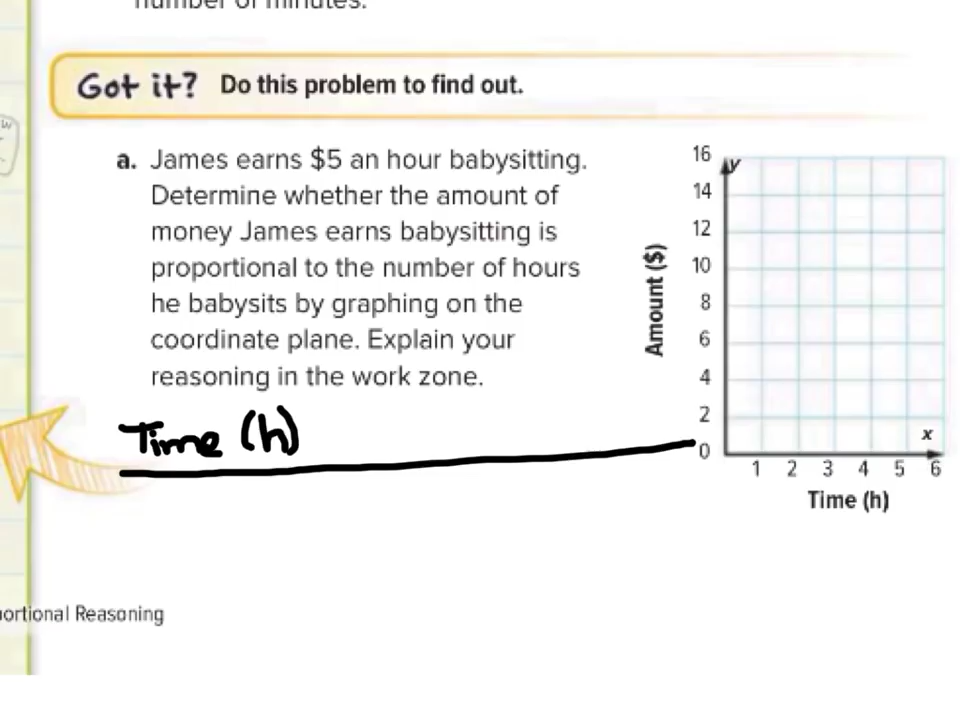 Got it? Do this problem to find out.
a. James earns $5 an hour babysitting.
Determine whether the amount of
money James earns babysitting is
proportional to the number of hours
he babysits by graphing on the
coordinate plane. Explain your
reasoning in the work zone.
Time (h)
Amount ($)
16
14
12
10
8
6
4
2
0
y
x
1 2 3 4 5 6
Time (h)
ortional Reasoning